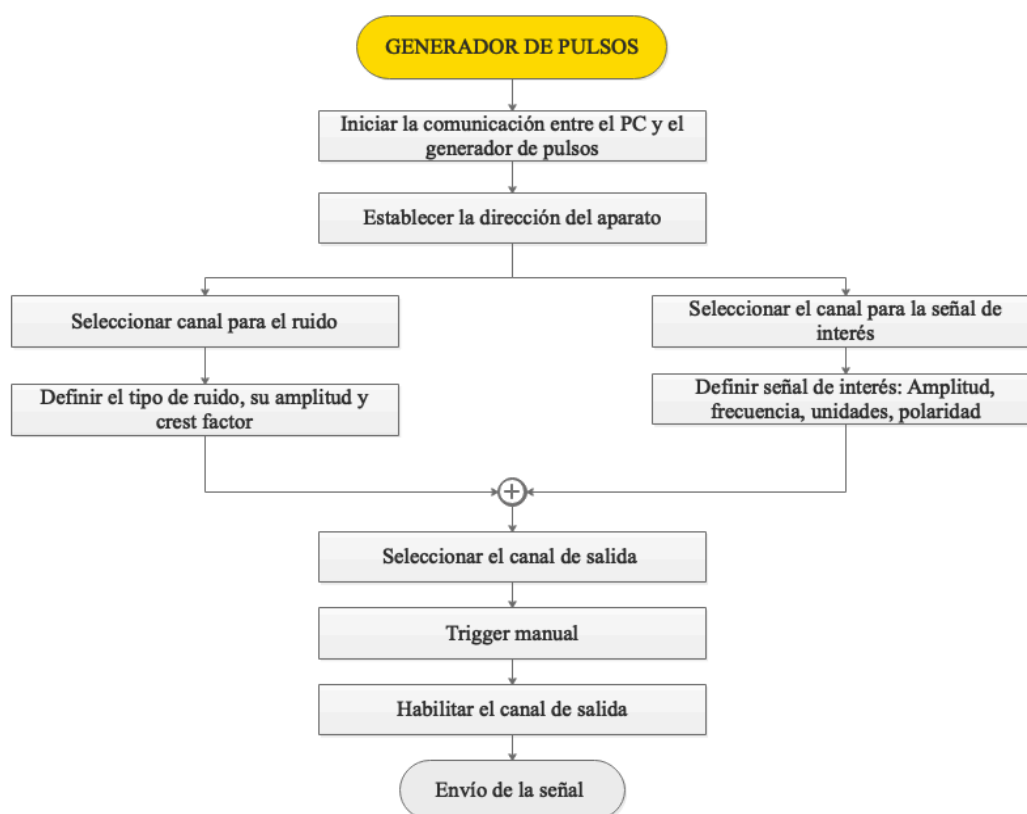 GENERADOR DE PULSOS
Iniciar la comunicación entre el PC y el
generador de pulsos
Establecer la dirección del aparato
Seleccionar canal para el ruido
Definir el tipo de ruido, su amplitud y
crest factor
Seleccionar el canal para la señal de
interés
Definir señal de interés: Amplitud,
frecuencia, unidades, polaridad
Seleccionar el canal de salida
Trigger manual
Habilitar el canal de salida
Envío de la señal